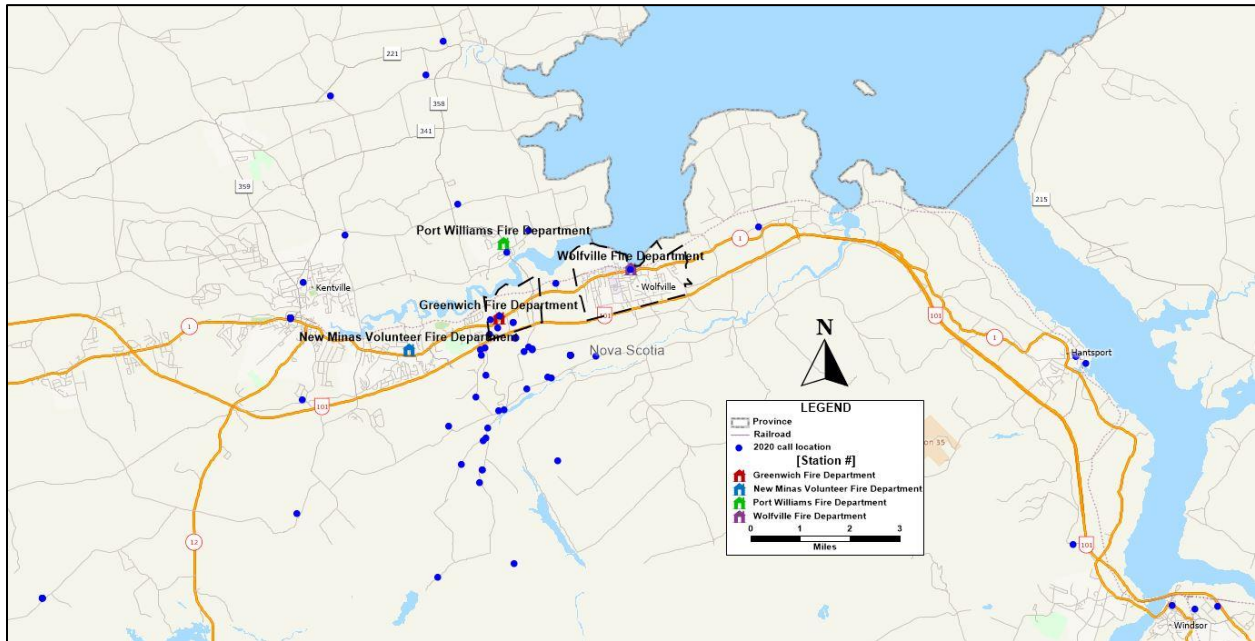 221
358
341
359
215
Port Williams Fire Department
1
Wolfville Fire Department
Kentville
Wolfville
Greenwich Fire Department
101
101
1
1
New Minas Volunteer Fire Department
Nova Scotia
Hantsport
N
101
LEGEND
Province
Railroad
2020 call location
[Station #]
Greenwich Fire Department
New Minas Volunteer Fire Department
Port Williams Fire Department
Wolfville Fire Department
0 1 2 3
Miles
12
101
Windsor